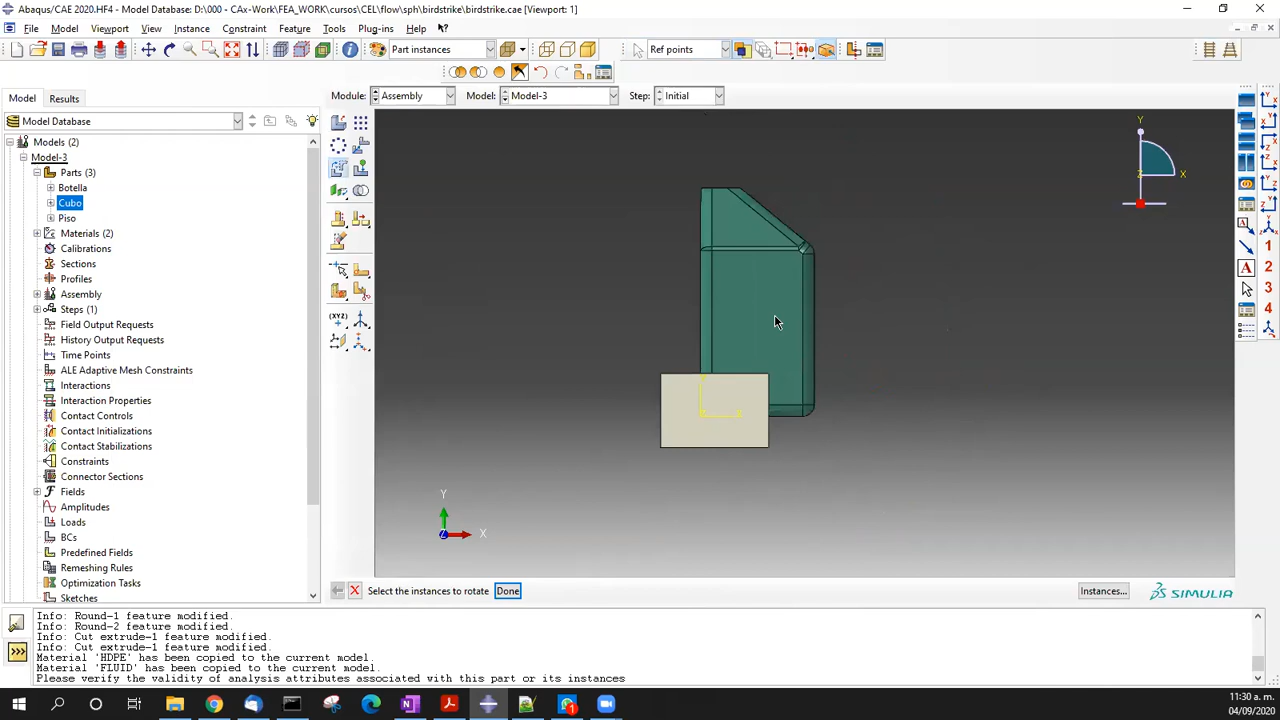 Abaqus/CAE 2020.HF4 - Model Database: D:\000 - CAx-Work\FEA_WORK\cursos\CEL\flow\sph\birdstrike\birdstrike.cae [Viewport: 1]
File Model Viewport View Instance Constraint Feature Tools Plug-ins Help
Part instances Ref points
Model Results Module: Assembly Model: Model-3 Step: Initial
Model Database
Models (2)
Model-3
Parts (3)
Botella
Cubo
Piso
Materials (2)
Calibrations
Sections
Profiles
Assembly
Steps (1)
Field Output Requests
History Output Requests
Time Points
ALE Adaptive Mesh Constraints
Interactions
Interaction Properties
Contact Controls
Contact Initializations
Contact Stabilizations
Constraints
Connector Sections
Fields
Amplitudes
Loads
BCs
Predefined Fields
Remeshing Rules
Optimization Tasks
Sketches
(XYZ)
Y
X
Z
Y
X
Z
A
1
2
3
4
Select the instances to rotate Done Instances... SIMULIA
Info: Round-1 feature modified.
Info: Round-2 feature modified.
Info: Cut extrude-1 feature modified.
Info: Cut extrude-1 feature modified.
Material 'HDPE' has been copied to the current model.
Material 'FLUID' has been copied to the current model.
Please verify the validity of analysis attributes associated with this part or its instances
>>>
11:30 a. m.
04/09/2020